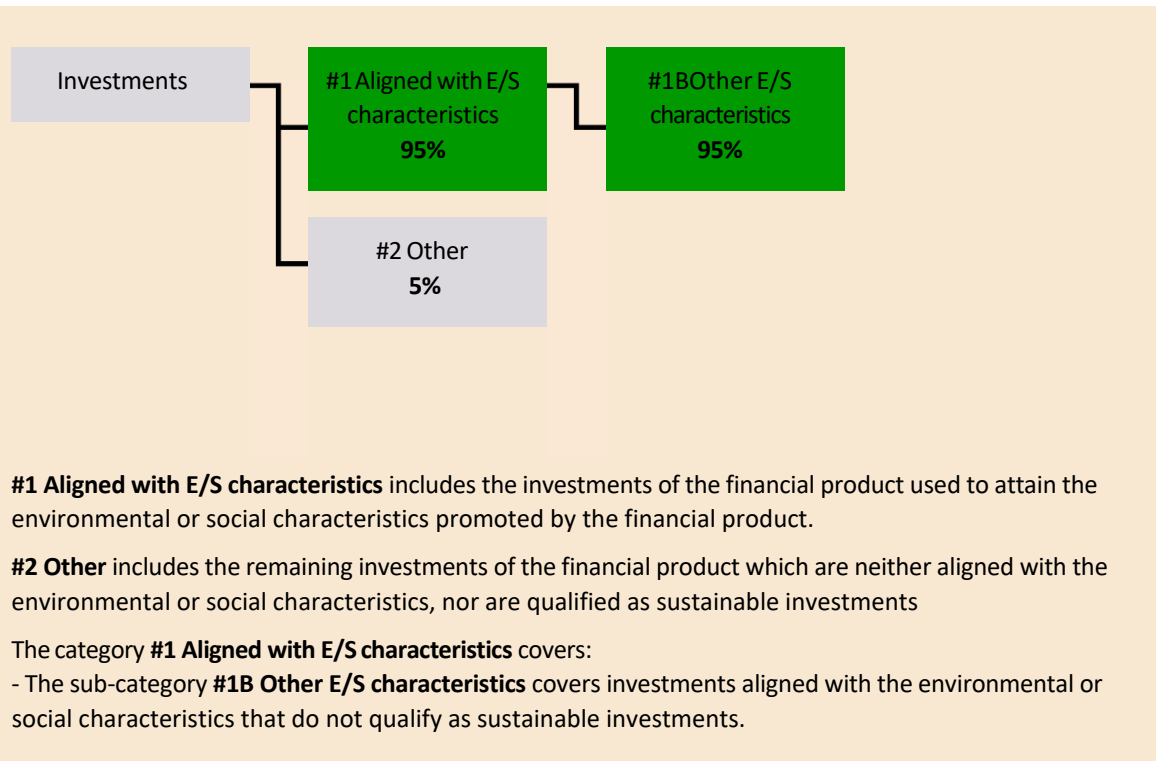 Investments
#1 Aligned with E/S
characteristics
95%
#1BOther E/S
characteristics
95%
#2 Other
5%
#1 Aligned with E/S characteristics includes the investments of the financial product used to attain the
environmental or social characteristics promoted by the financial product.
#2 Other includes the remaining investments of the financial product which are neither aligned with the
environmental or social characteristics, nor are qualified as sustainable investments
The category #1 Aligned with E/S characteristics covers:
- The sub-category #1B Other E/S characteristics covers investments aligned with the environmental or
social characteristics that do not qualify as sustainable investments.